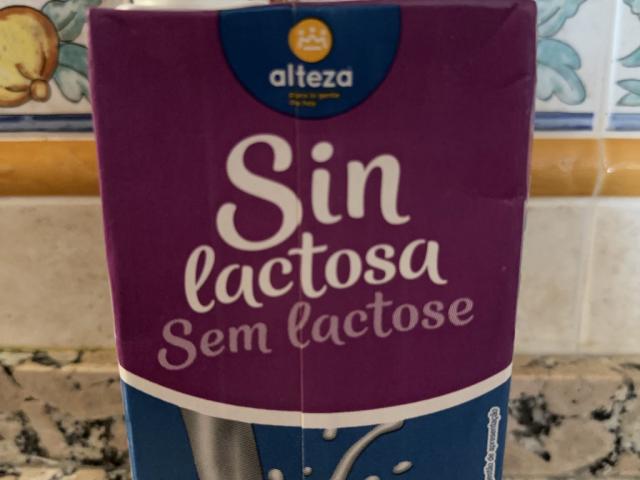 alteza
Sin
lactosa
Sem lactose